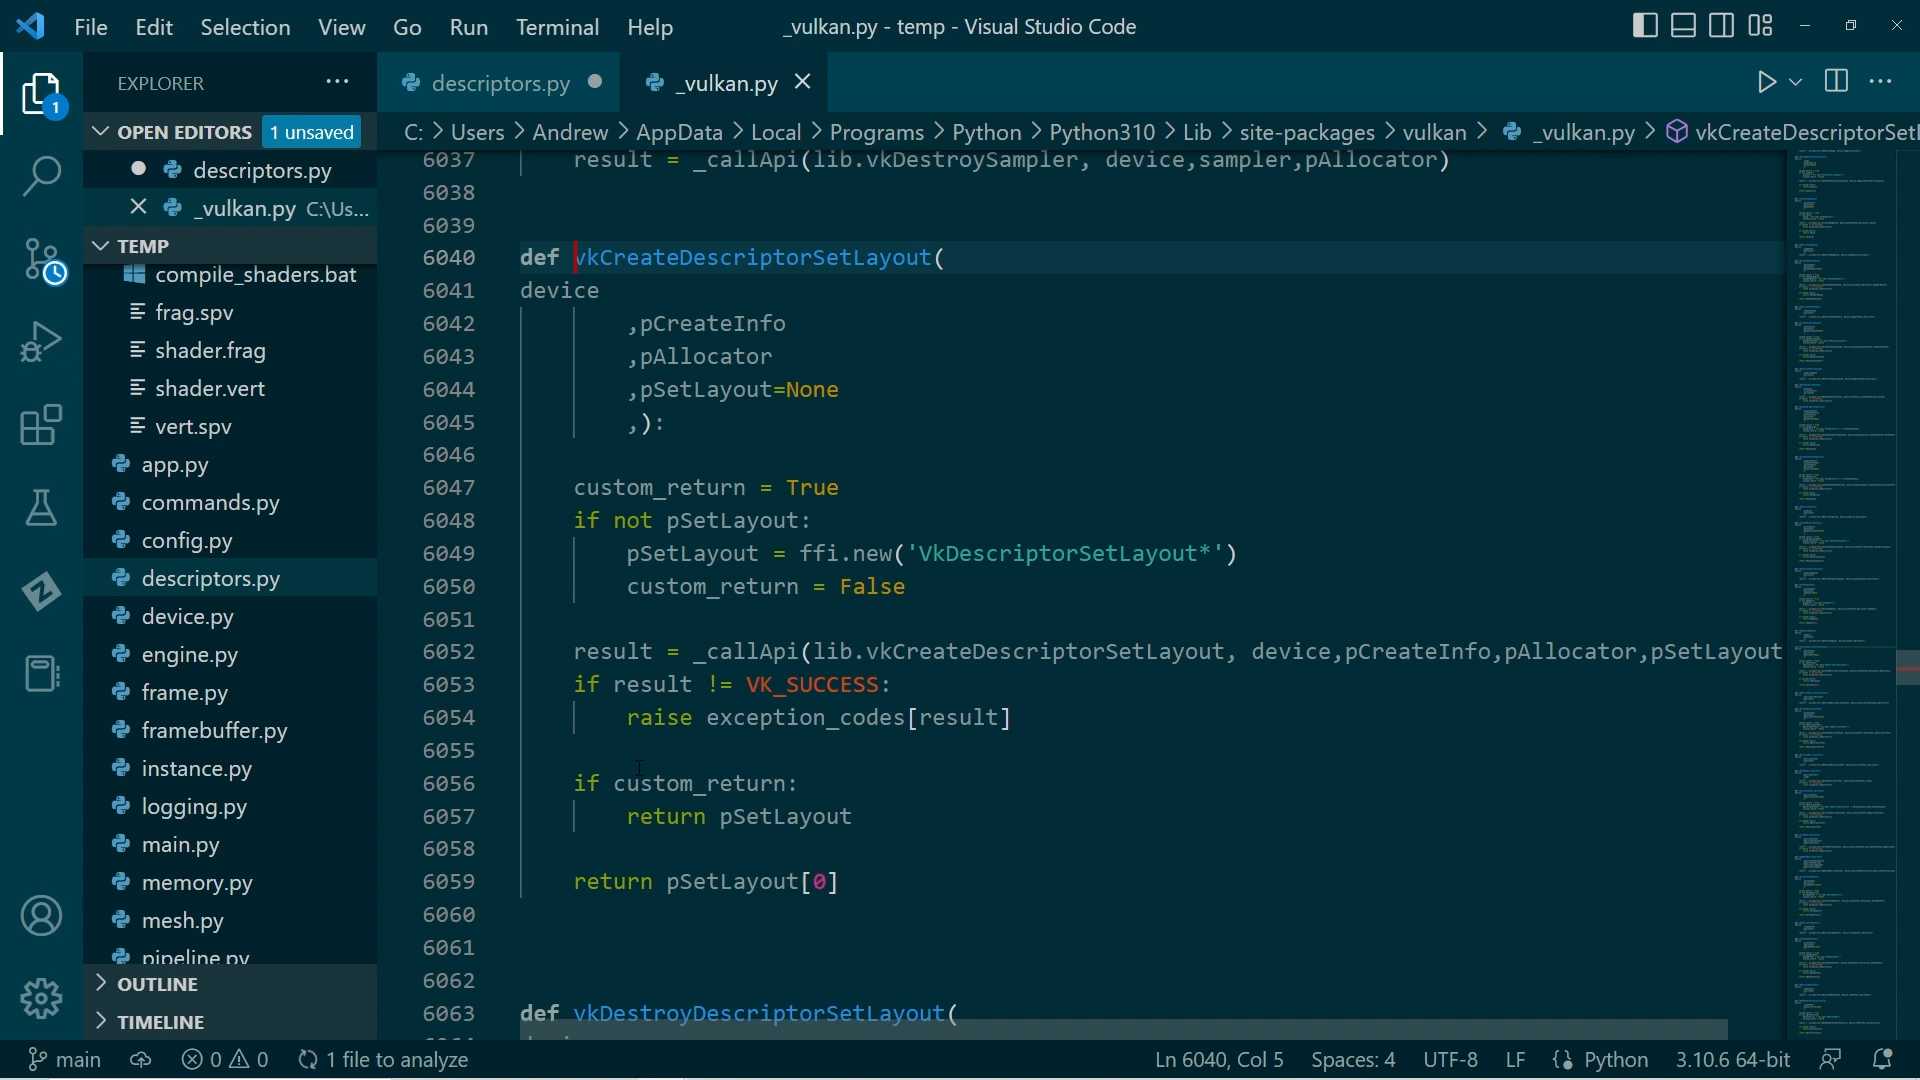 File Edit Selection View Go Run Terminal Help
_vulkan.py - temp - Visual Studio Code
EXPLORER
descriptors.py
_vulkan.py
1
OPEN EDITORS 1 unsaved
descriptors.py
_vulkan.py C:\Us...
TEMP
compile_shaders.bat
frag.spv
shader.frag
shader.vert
vert.spv
app.py
commands.py
config.py
descriptors.py
device.py
engine.py
frame.py
framebuffer.py
instance.py
logging.py
main.py
memory.py
mesh.py
pipeline.py
OUTLINE
TIMELINE
C: > Users > Andrew > AppData > Local > Programs > Python > Python310 > Lib > site-packages > vulkan > _vulkan.py > vkCreateDescriptorSetL
6037 result = _callApi(lib.vkDestroySampler, device,sampler,pAllocator)
6038
6039
6040 def vkCreateDescriptorSetLayout(
6041 device
6042 ,pCreateInfo
6043 ,pAllocator
6044 ,pSetLayout=None
6045 ,):
6046
6047 custom_return = True
6048 if not pSetLayout:
6049 pSetLayout = ffi.new('VkDescriptorSetLayout*')
6050 custom_return = False
6051
6052 result = _callApi(lib.vkCreateDescriptorSetLayout, device,pCreateInfo,pAllocator,pSetLayout
6053 if result != VK_SUCCESS:
6054 raise exception_codes[result]
6055
6056 if custom_return:
6057 return pSetLayout
6058
6059 return pSetLayout[0]
6060
6061
6062
6063 def vkDestroyDescriptorSetLayout(
main 0 0 1 file to analyze
Ln 6040, Col 5 Spaces: 4 UTF-8 LF Python 3.10.6 64-bit